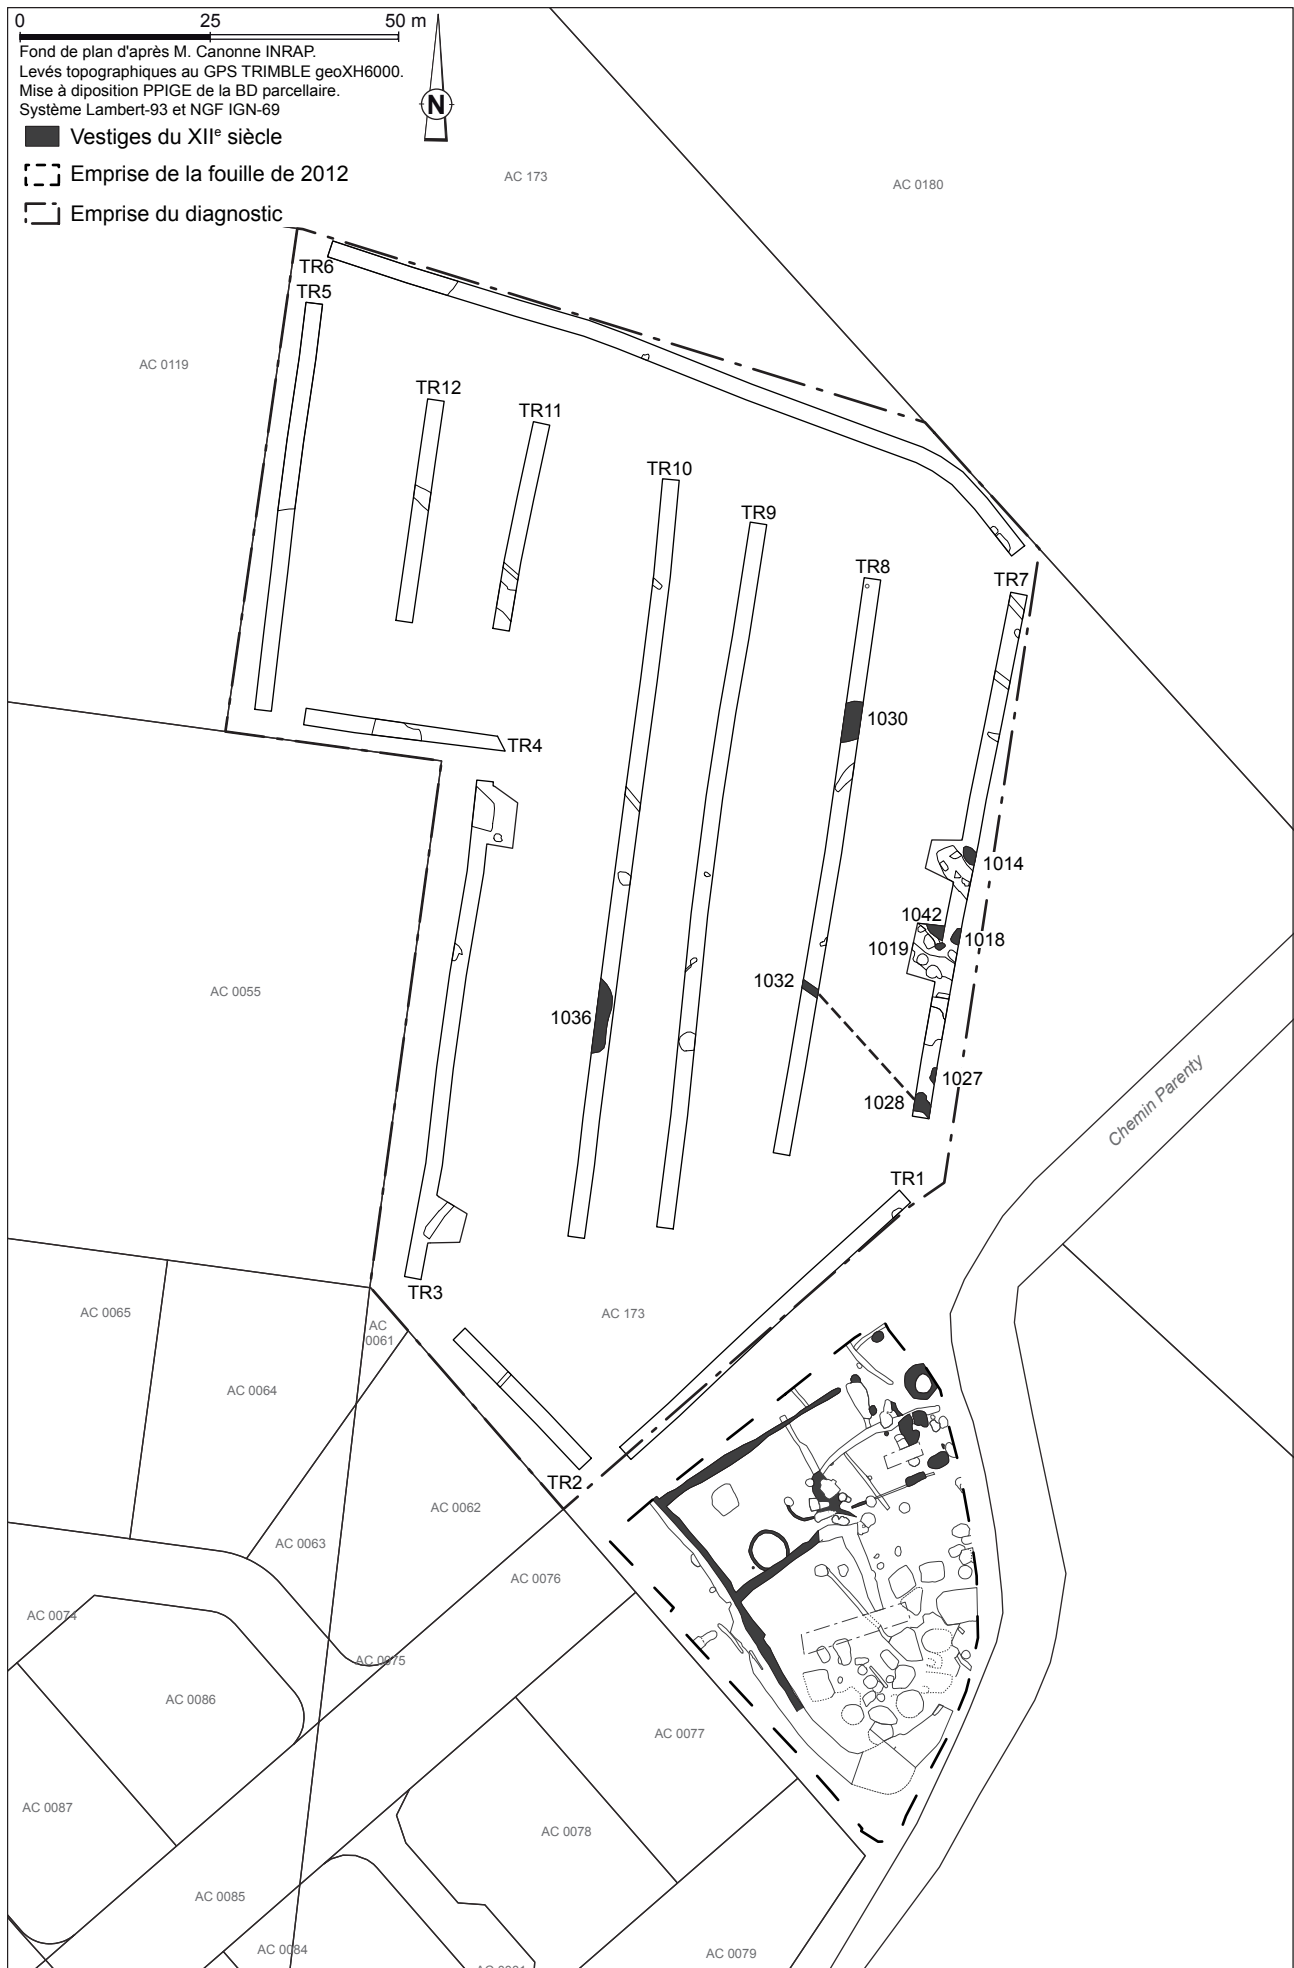 0 25 50 m
Fond de plan d'après M. Canonne INRAP.
Levés topographiques au GPS TRIMBLE geoXH6000.
Mise à diposition PPIGE de la BD parcellaire.
Système Lambert-93 et NGF IGN-69
N
Vestiges du XIIe siècle
Emprise de la fouille de 2012
Emprise du diagnostic
AC 173
AC 0180
TR6
TR5
AC 0119
TR12
TR11
TR10
TR9
TR8
TR7
1030
TR4
1014
1042
1018
1019
1032
AC 0055
1036
1027
1028
Chemin Parenty
TR1
TR3
AC 0065
AC 173
AC
0061
AC 0064
TR2
AC 0062
AC 0063
AC 0076
AC 0074
AC 0075
AC 0086
AC 0077
AC 0087
AC 0078
AC 0085
AC 0084
AC 0079